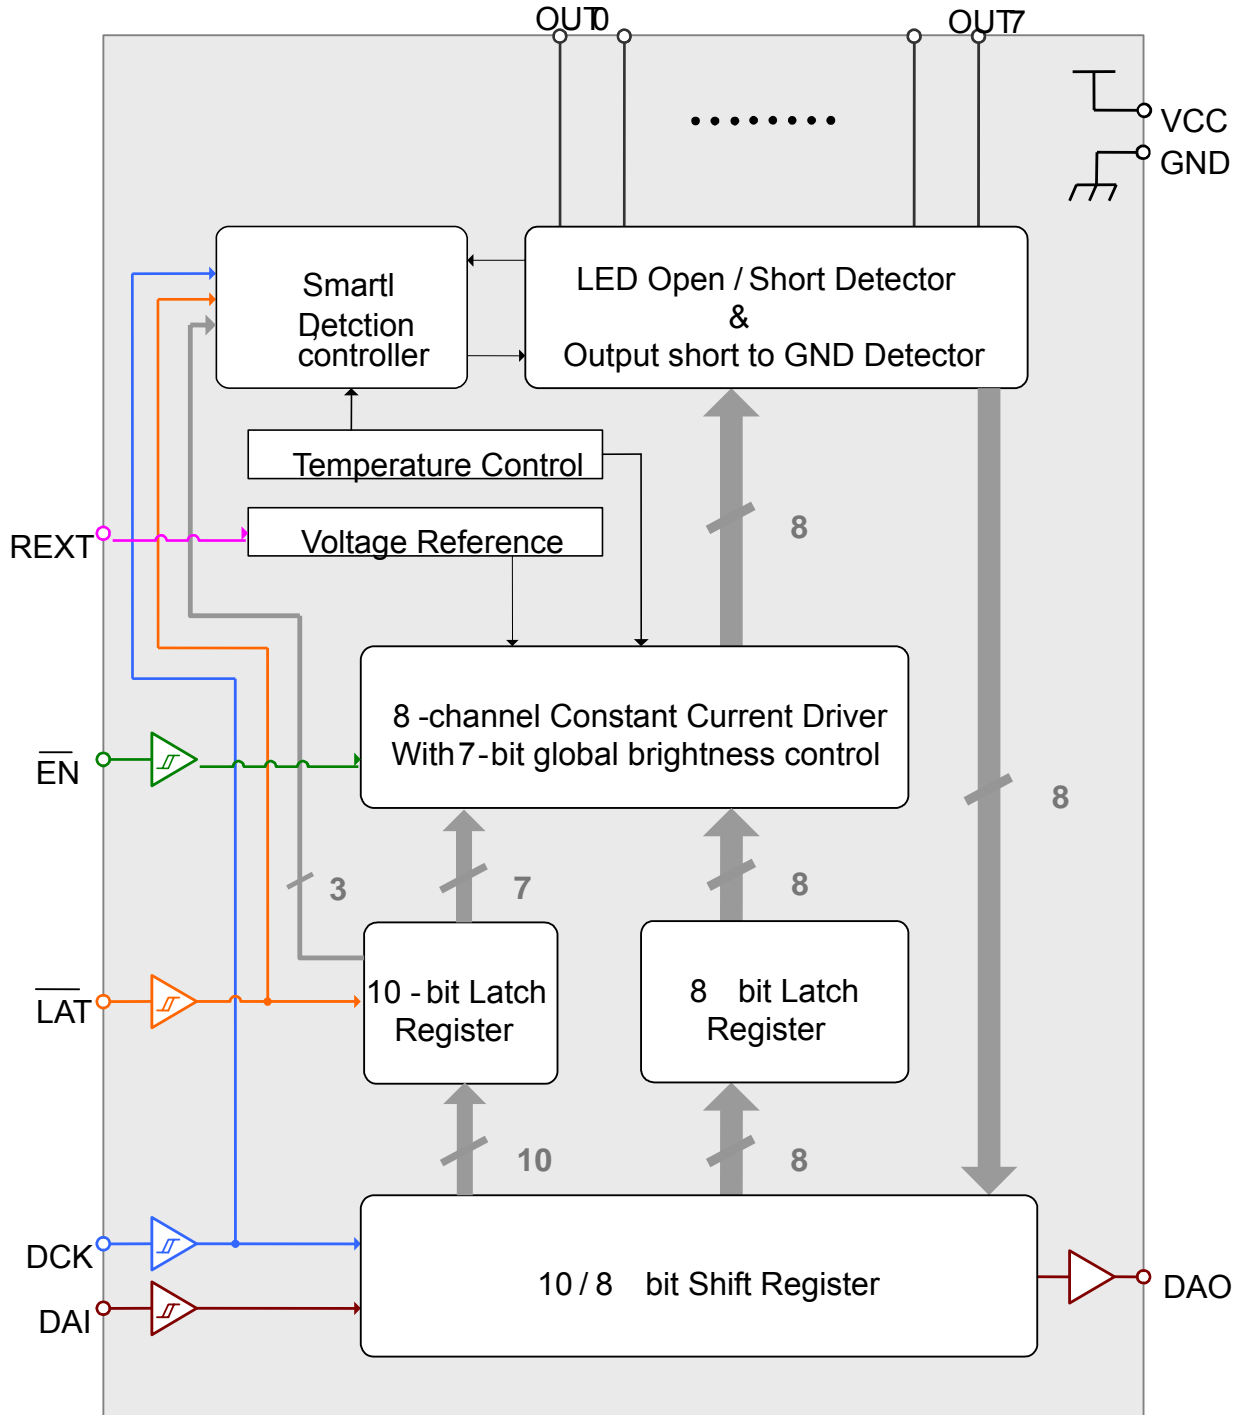 OUT0
OUT7
VCC
GND
Smartl
Detction
controller
LED Open / Short Detector
&
Output short to GND Detector
Temperature Control
8
REXT
Voltage Reference
8 -channel Constant Current Driver
With 7-bit global brightness control
EN
8
3
7
8
LAT
10 - bit Latch
Register
8 bit Latch
Register
10
8
DCK
10 / 8 bit Shift Register
DAO
DAI